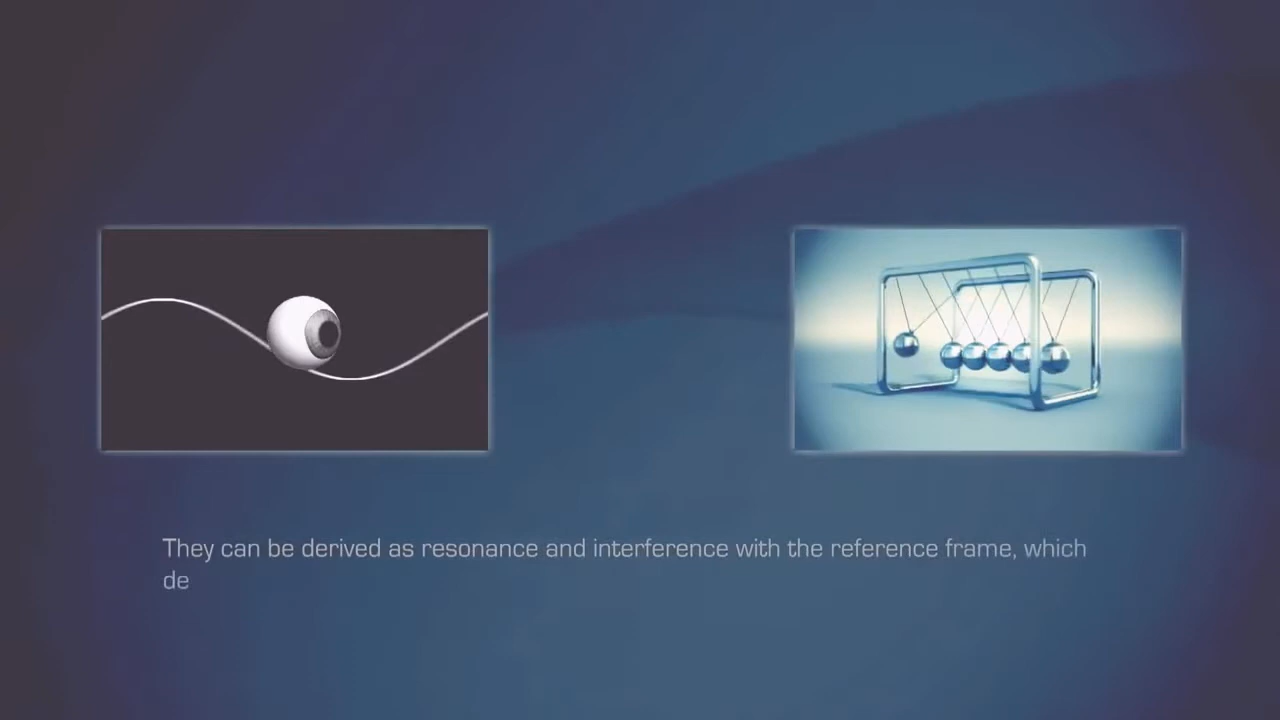 They can be derived as resonance and interference with the reference frame, which
de